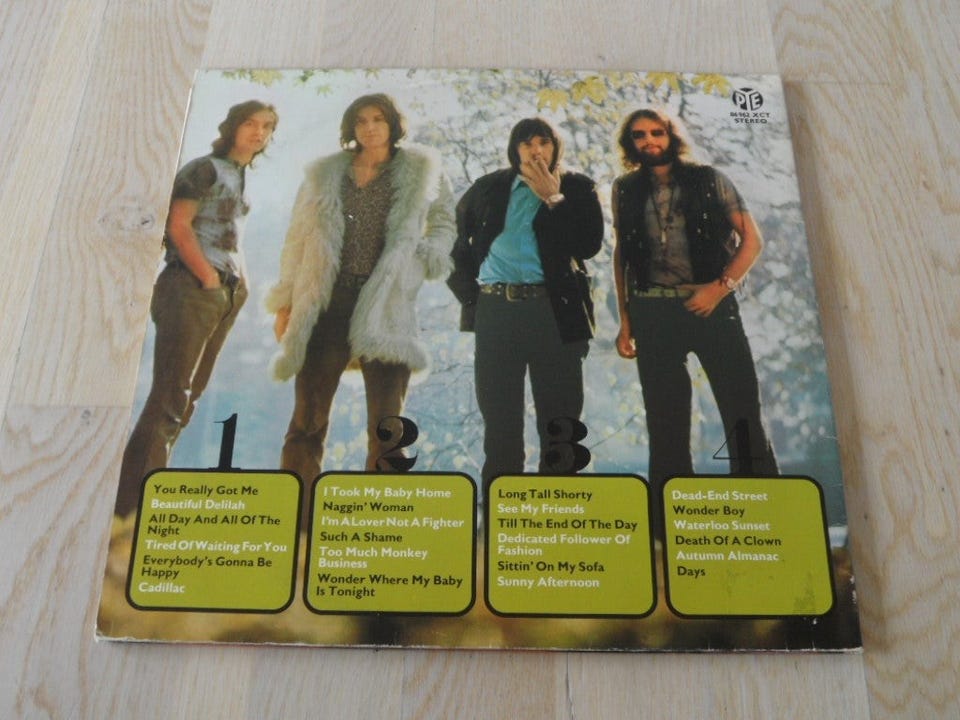 PYE
86 962 XCT
STEREO
1
2
3
4
You Really Got Me
Beautiful Delilah
All Day And All Of The
Night
Tired Of Waiting For You
Everybody's Gonna Be
Happy
Cadillac
I Took My Baby Home
Naggin' Woman
I'm A Lover Not A Fighter
Such A Shame
Too Much Monkey
Business
Wonder Where My Baby
Is Tonight
Long Tall Shorty
See My Friends
Till The End Of The Day
Dedicated Follower Of
Fashion
Sittin' On My Sofa
Sunny Afternoon
Dead-End Street
Wonder Boy
Waterloo Sunset
Death Of A Clown
Autumn Almanac
Days